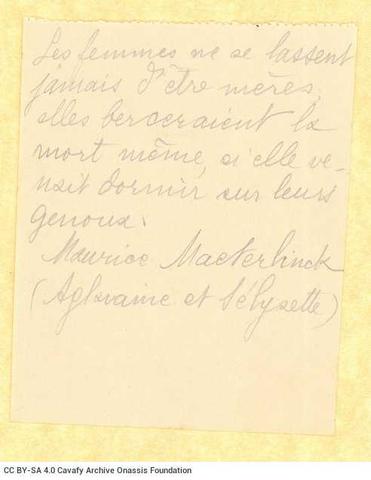 Les femmes ne se lassent
jamais d'être mères,
elles berceraient la
mort même, si elle ve-
nait dormir sur leurs
genoux.
Maurice Maeterlinck
(Aglavaine et Sélysette)
CC BY-SA 4.0 Cavafy Archive Onassis Foundation